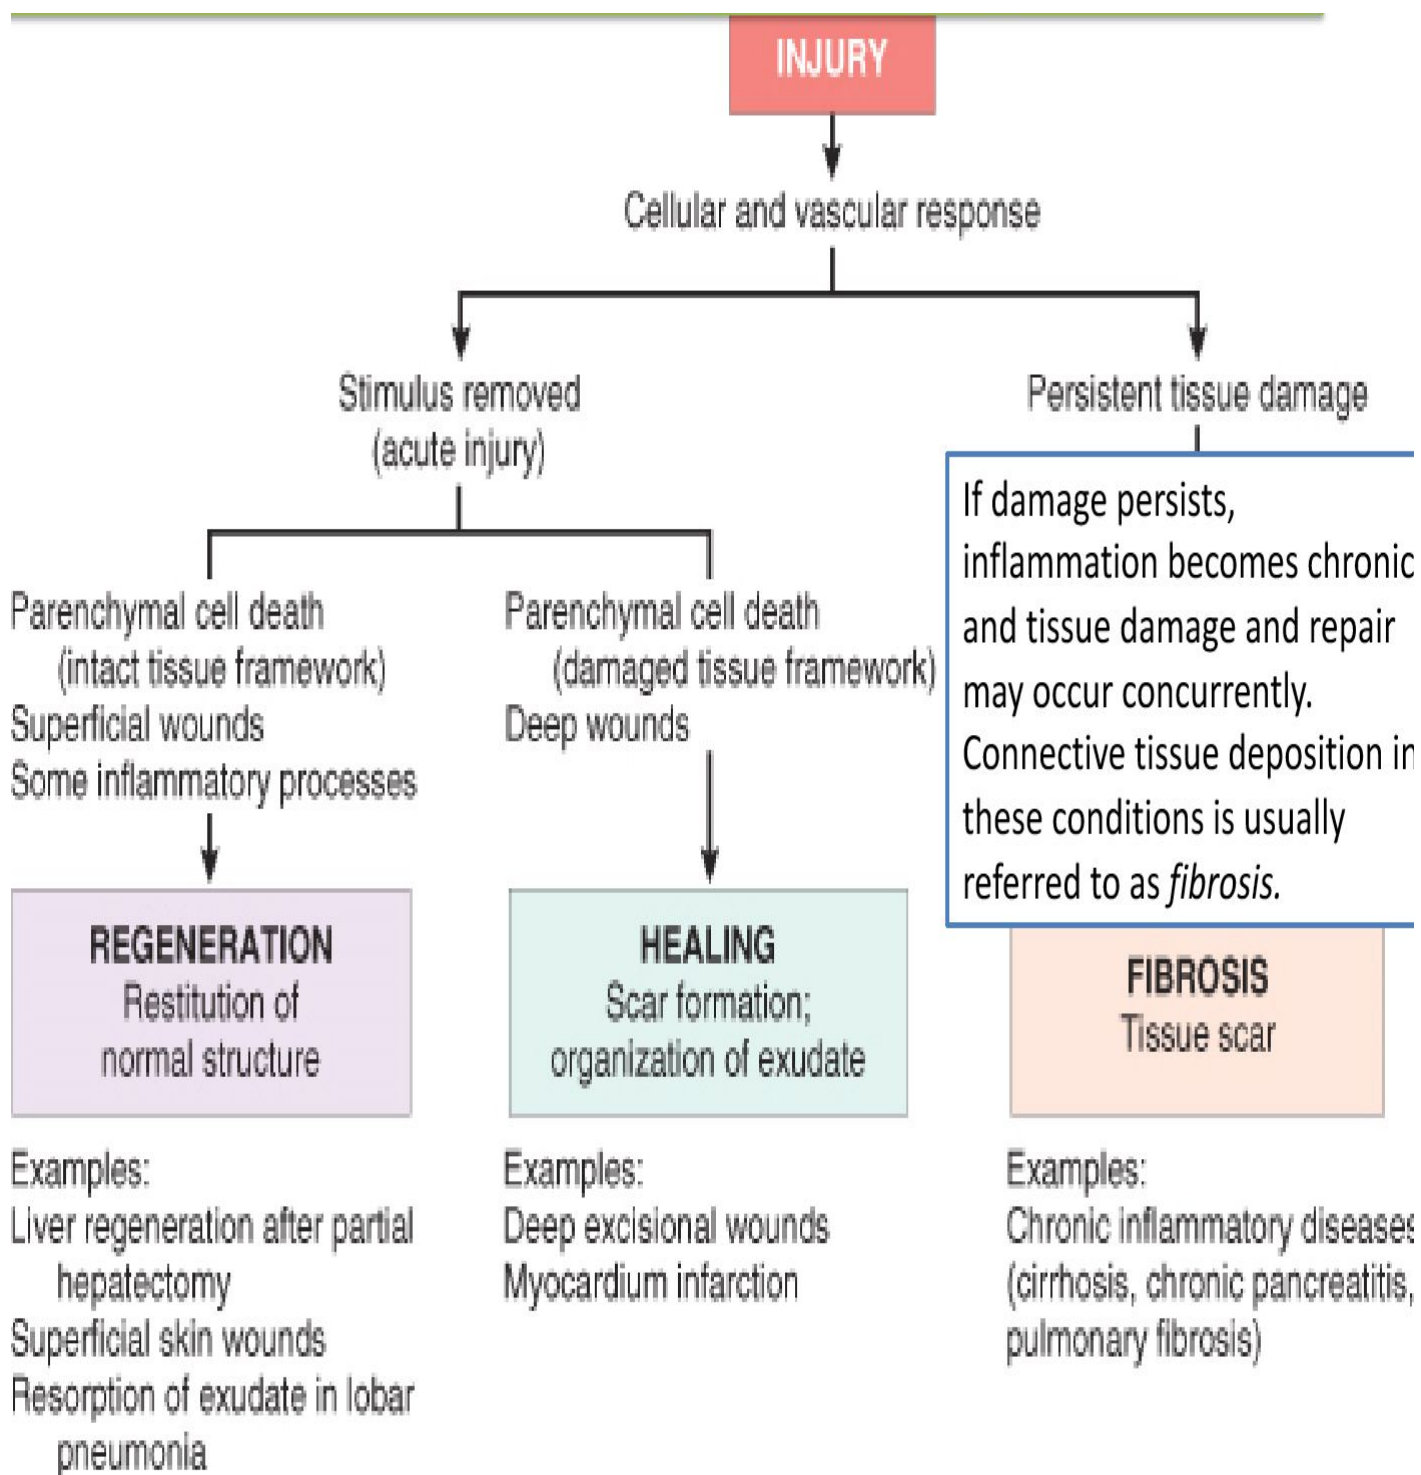 INJURY
Cellular and vascular response
Stimulus removed
(acute injury)
Persistent tissue damage
If damage persists,
inflammation becomes chronic
and tissue damage and repair
may occur concurrently.
Connective tissue deposition in
these conditions is usually
referred to as fibrosis.
Parenchymal cell death
(intact tissue framework)
Superficial wounds
Some inflammatory processes
Parenchymal cell death
(damaged tissue framework)
Deep wounds
REGENERATION
Restitution of
normal structure
HEALING
Scar formation;
organization of exudate
FIBROSIS
Tissue scar
Examples:
Liver regeneration after partial
hepatectomy
Superficial skin wounds
Resorption of exudate in lobar
pneumonia
Examples:
Deep excisional wounds
Myocardium infarction
Examples:
Chronic inflammatory diseases
(cirrhosis, chronic pancreatitis,
pulmonary fibrosis)